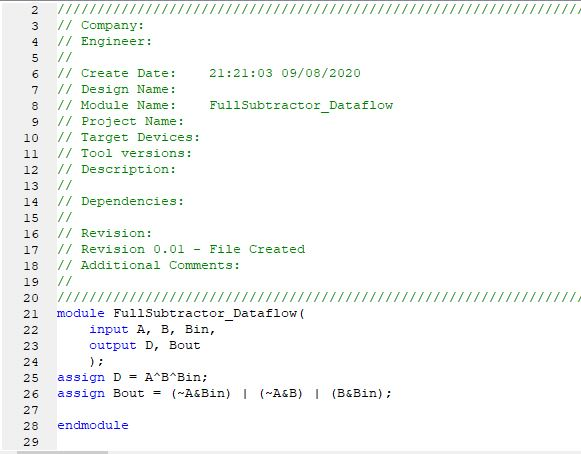 2 //////////////////////////////////////////////////////////////////
3 // Company:
4 // Engineer:
5 //
6 // Create Date:    21:21:03 09/08/2020
7 // Design Name:
8 // Module Name:    FullSubtractor_Dataflow
9 // Project Name:
10 // Target Devices:
11 // Tool versions:
12 // Description:
13 //
14 // Dependencies:
15 //
16 // Revision:
17 // Revision 0.01 - File Created
18 // Additional Comments:
19 //
20 //////////////////////////////////////////////////////////////////
21 module FullSubtractor_Dataflow(
22     input A, B, Bin,
23     output D, Bout
24     );
25 assign D = A^B^Bin;
26 assign Bout = (~A&Bin) | (~A&B) | (B&Bin);
27
28 endmodule
29